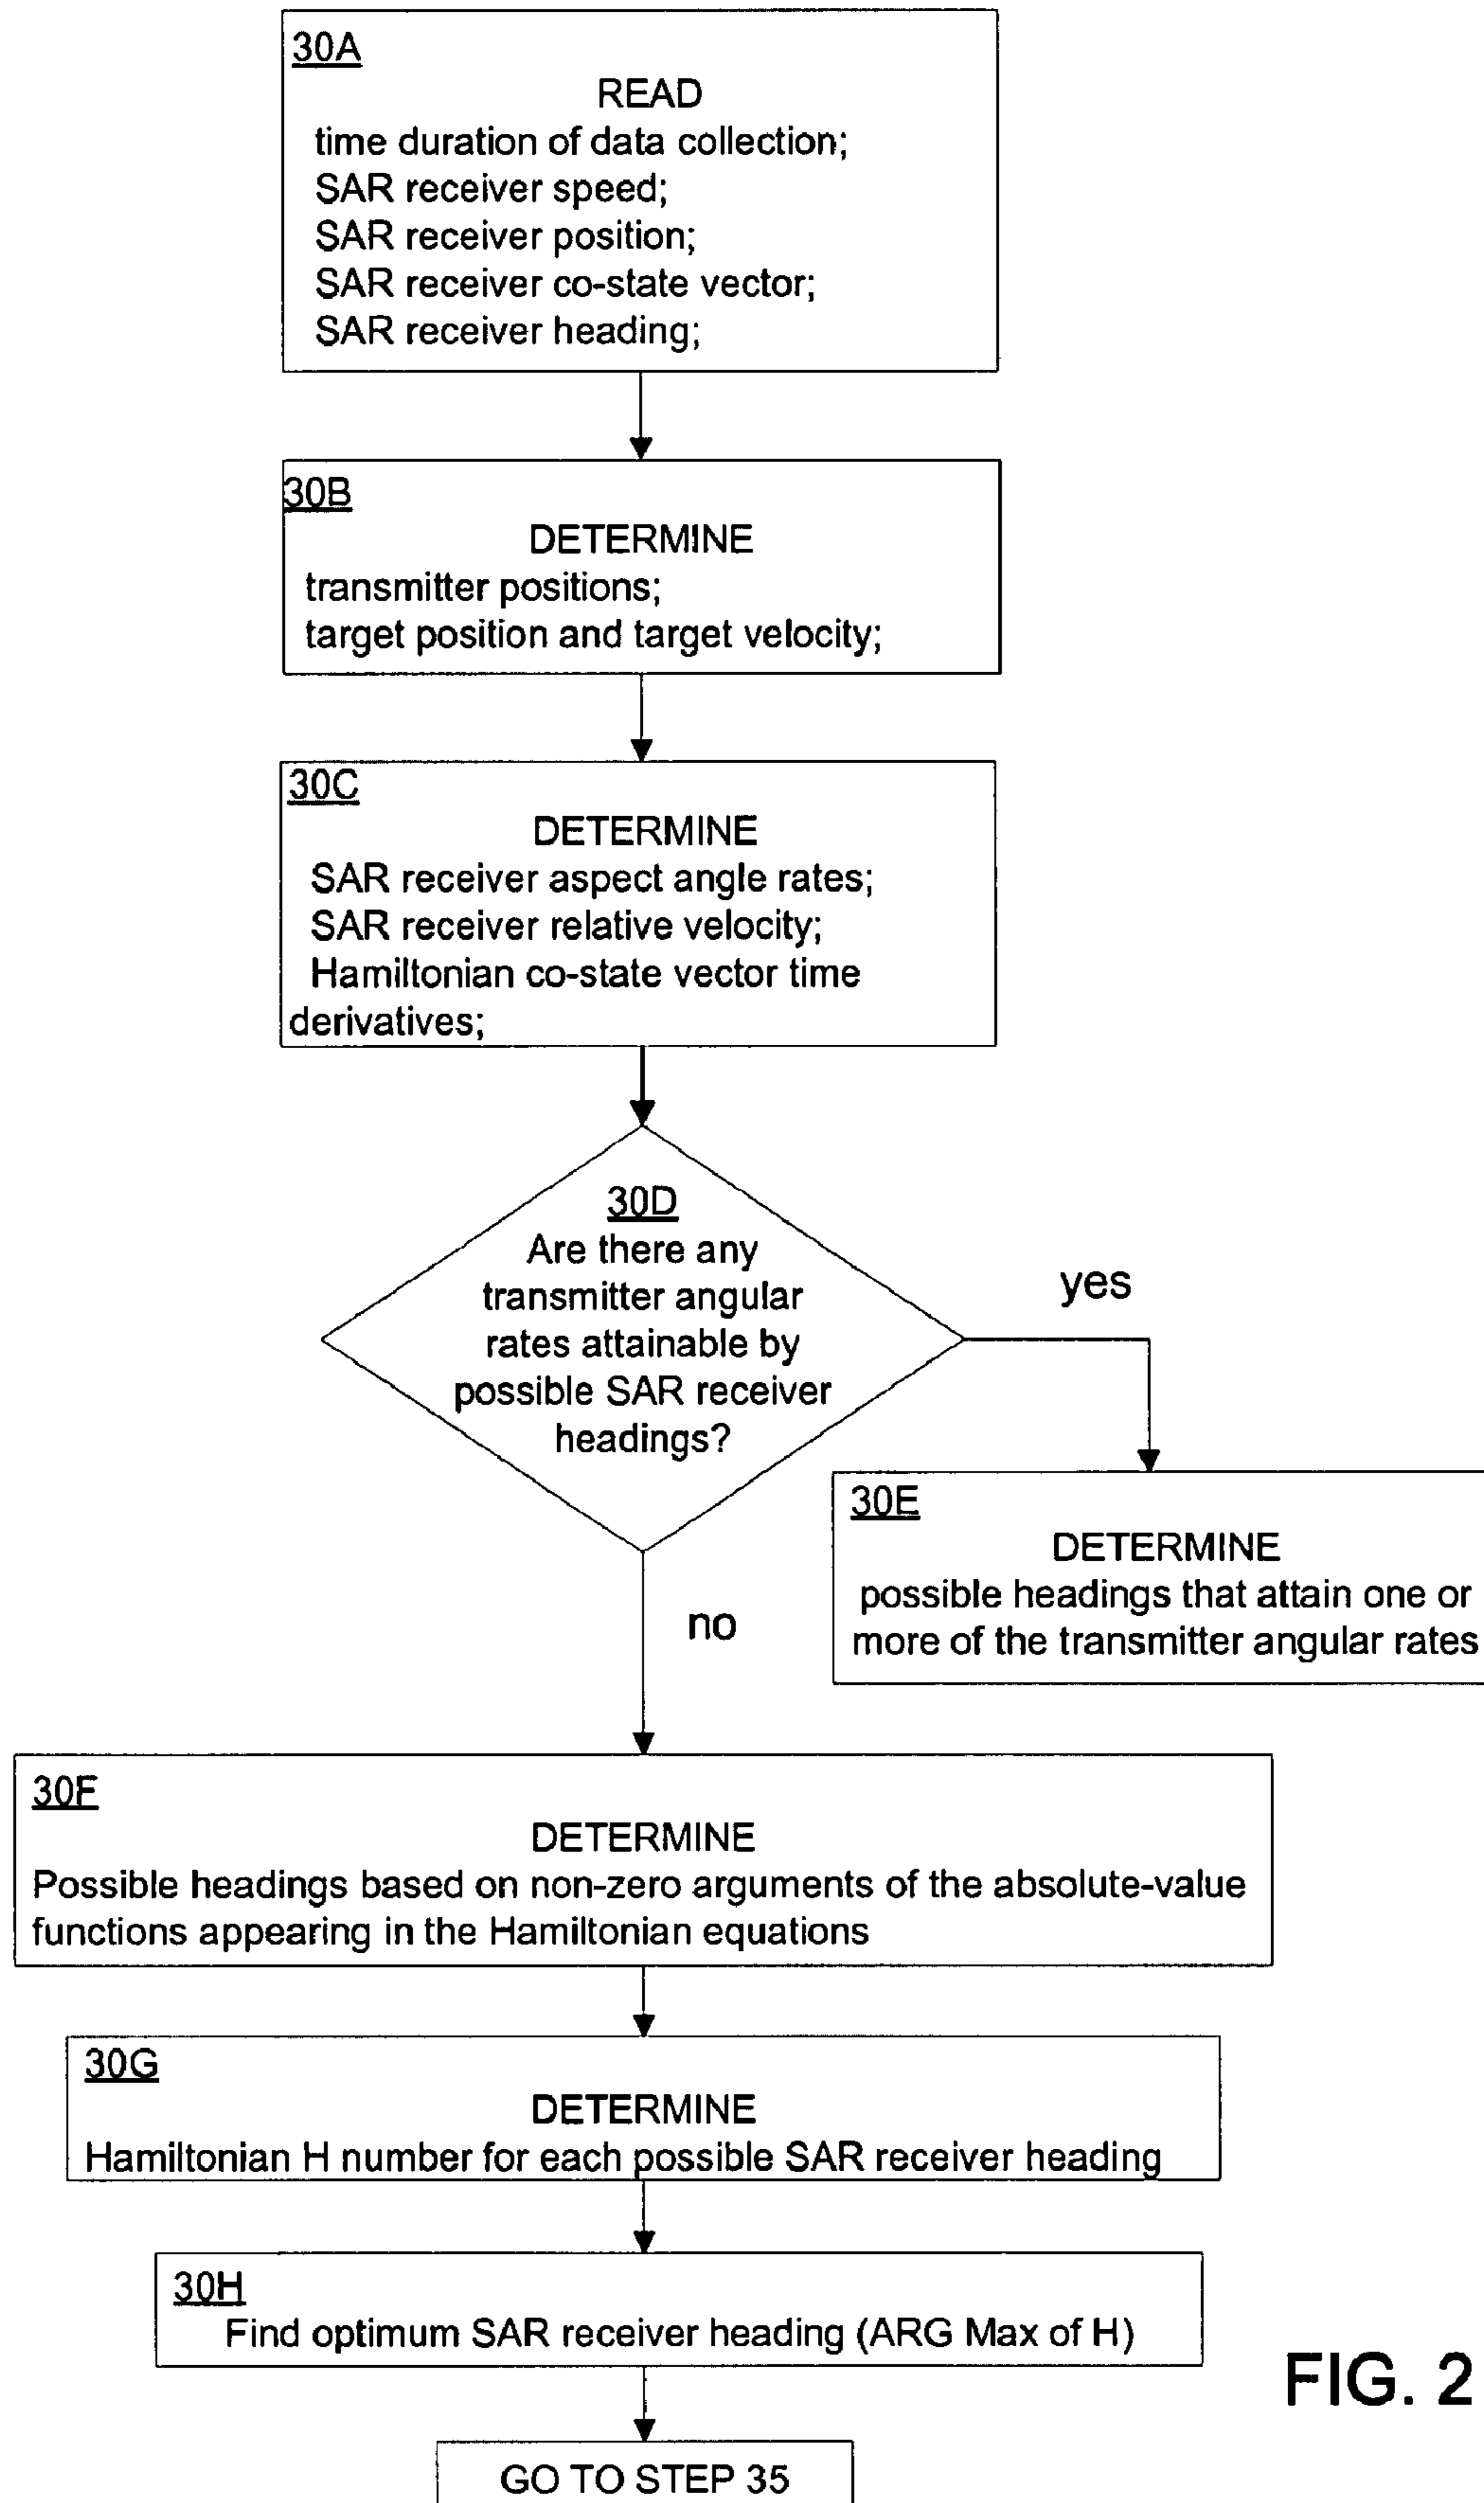 30A
READ
time duration of data collection;
SAR receiver speed;
SAR receiver position;
SAR receiver co-state vector;
SAR receiver heading;
30B
DETERMINE
transmitter positions;
target position and target velocity;
30C
DETERMINE
SAR receiver aspect angle rates;
SAR receiver relative velocity;
Hamiltonian co-state vector time
derivatives;
30D
Are there any
transmitter angular
rates attainable by
possible SAR receiver
headings?
yes
30E
DETERMINE
possible headings that attain one or
more of the transmitter angular rates
no
30F
DETERMINE
Possible headings based on non-zero arguments of the absolute-value
functions appearing in the Hamiltonian equations
30G
DETERMINE
Hamiltonian H number for each possible SAR receiver heading
30H
Find optimum SAR receiver heading (ARG Max of H)
FIG. 2
GO TO STEP 35